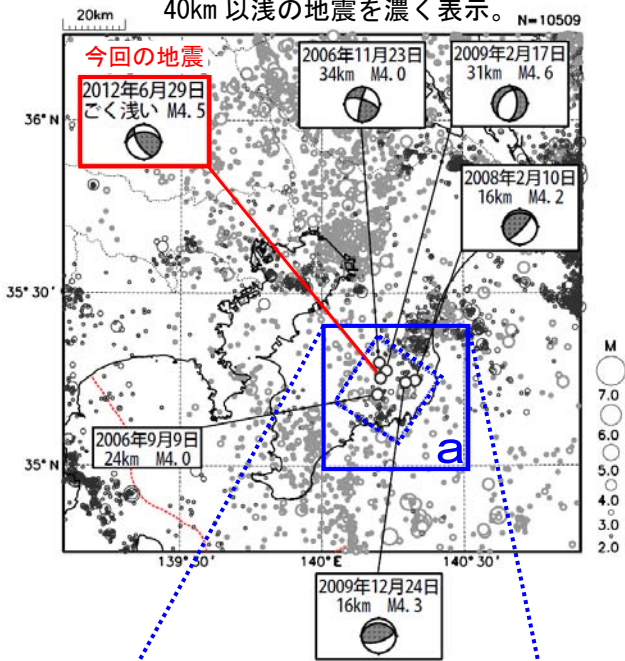 40km 以浅の地震を濃く表示。
20km
N=10509
今回の地震
2012年6月29日
ごく浅い M4.5
2006年11月23日
34km M4.0
2009年2月17日
31km M4.6
2008年2月10日
16km M4.2
36°N
35°30'
35°N
2006年9月9日
24km M4.0
a
M
7.0
6.0
5.0
4.0
3.0
2.0
139°30'
140°E
140°30'
2009年12月24日
16km M4.3